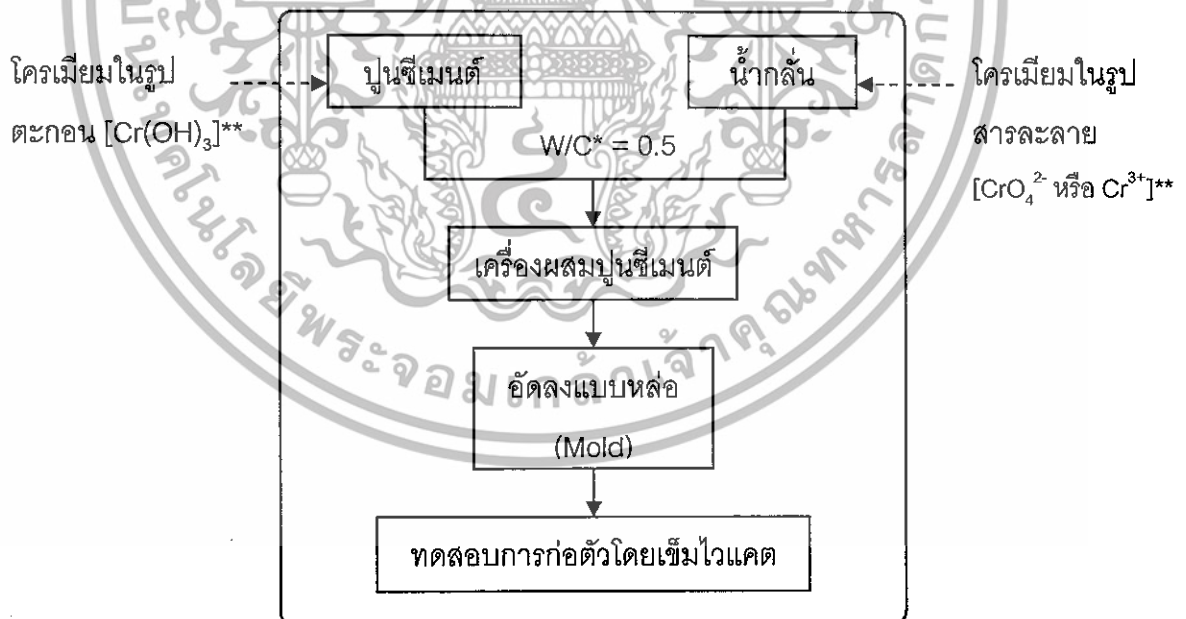 โครเมียมในรูป
ตะกอน [Cr(OH)₃]**
ปูนซีเมนต์
น้ำกลั่น
โครเมียมในรูป
สารละลาย
[CrO₄²⁻ หรือ Cr³⁺]**
W/C* = 0.5
เครื่องผสมปูนซีเมนต์
อัดลงแบบหล่อ
(Mold)
ทดสอบการก่อตัวโดยเข็มไวแคต